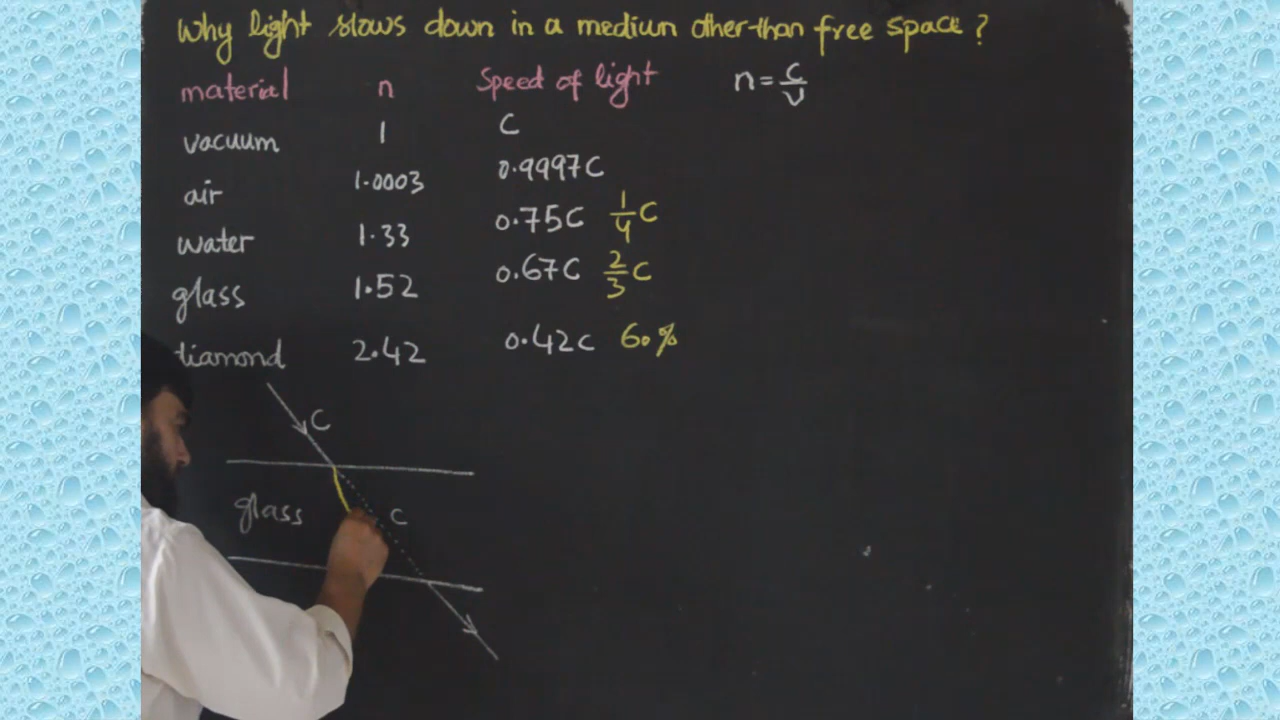 Why light slows down in a medium other than free space?
material n Speed of light n = c/v
vacuum 1 C
air 1.0003 0.9997C
water 1.33 0.75C 1/4 C
glass 1.52 0.67C 2/3 C
diamond 2.42 0.42C 60%
C
glass C